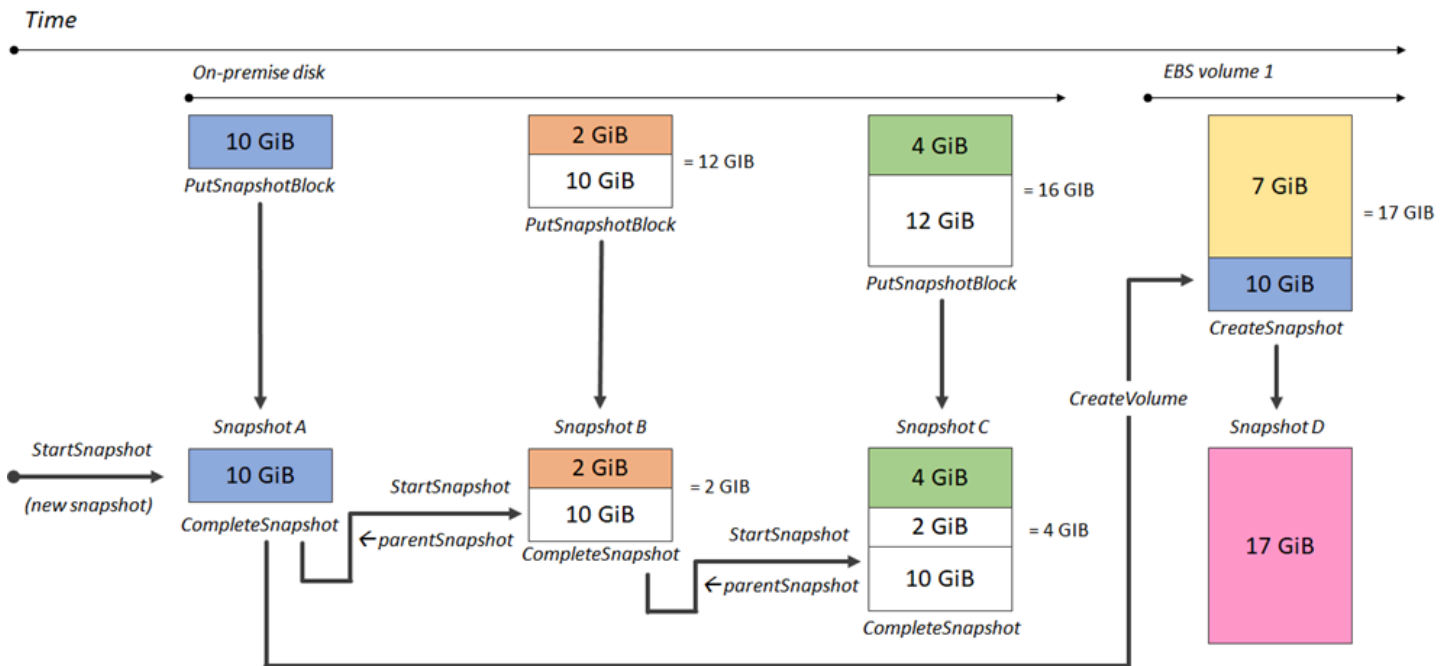 Time
On-premise disk
EBS volume 1
10 GiB
PutSnapshotBlock
2 GiB
10 GiB
= 12 GIB
PutSnapshotBlock
4 GiB
12 GiB
= 16 GIB
PutSnapshotBlock
7 GiB
10 GiB
= 17 GIB
CreateSnapshot
CreateVolume
StartSnapshot
(new snapshot)
Snapshot A
10 GiB
CompleteSnapshot
StartSnapshot
←parentSnapshot
Snapshot B
2 GiB
10 GiB
= 2 GIB
CompleteSnapshot
StartSnapshot
←parentSnapshot
Snapshot C
4 GiB
2 GiB
10 GiB
= 4 GIB
CompleteSnapshot
Snapshot D
17 GiB